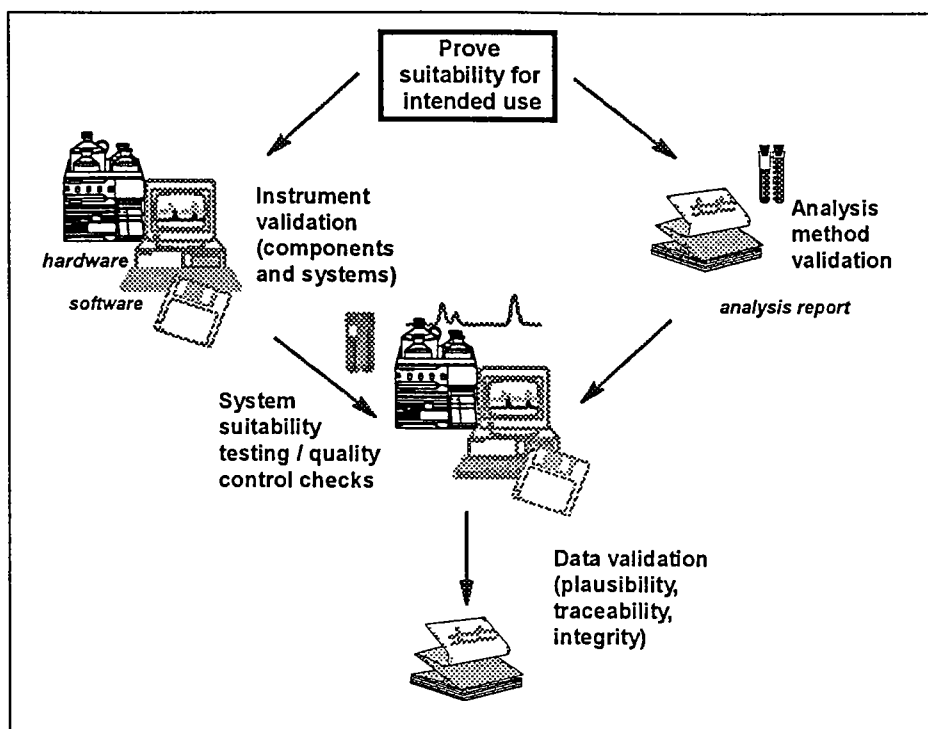 Prove
suitability for
intended use
Instrument
validation
(components
and systems)
hardware
software
Analysis
method
validation
analysis report
System
suitability
testing / quality
control checks
Data validation
(plausibility,
traceability,
integrity)